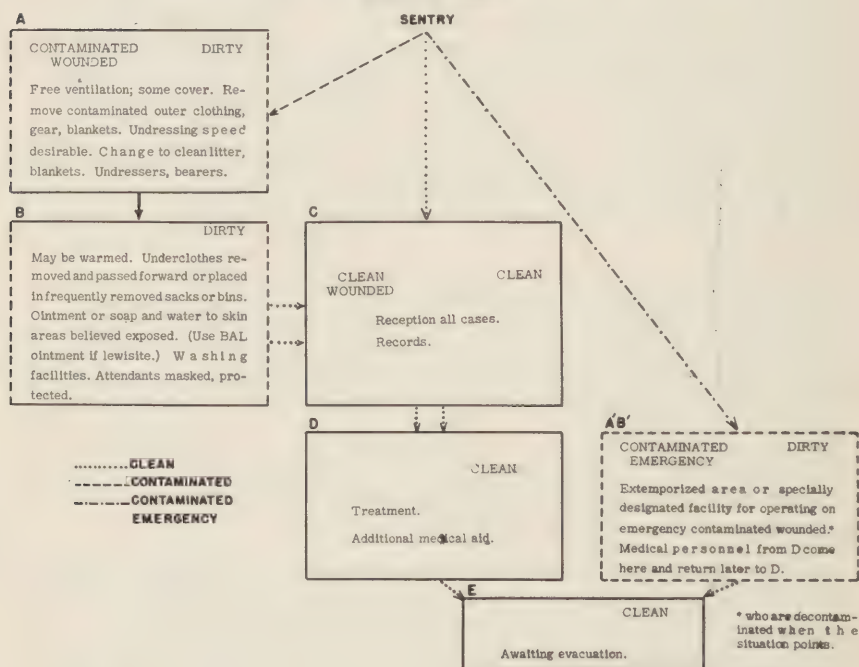 SENTRY
A
CONTAMINATED DIRTY
WOUNDED
Free ventilation; some cover. Re-
move contaminated outer clothing,
gear, blankets. Undressing speed
desirable. Change to clean litter,
blankets. Undressers, bearers.
B
DIRTY
May be warmed. Underclothes re-
moved and passed forward or placed
in frequently removed sacks or bins.
Ointment or soap and water to skin
areas believed exposed. (Use BAL
ointment if lewisite.) Washing
facilities. Attendants masked, pro-
tected.
C
CLEAN CLEAN
WOUNDED
Reception all cases.
Records.
D
CLEAN
Treatment.
Additional medical aid.
A'B'
CONTAMINATED DIRTY
EMERGENCY
Extemporized area or specially
designated facility for operating on
emergency contaminated wounded.*
Medical personnel from D come
here and return later to D.
CLEAN
CONTAMINATED
CONTAMINATED
EMERGENCY
E
CLEAN
Awaiting evacuation.
* who are decontam-
inated when the
situation points.